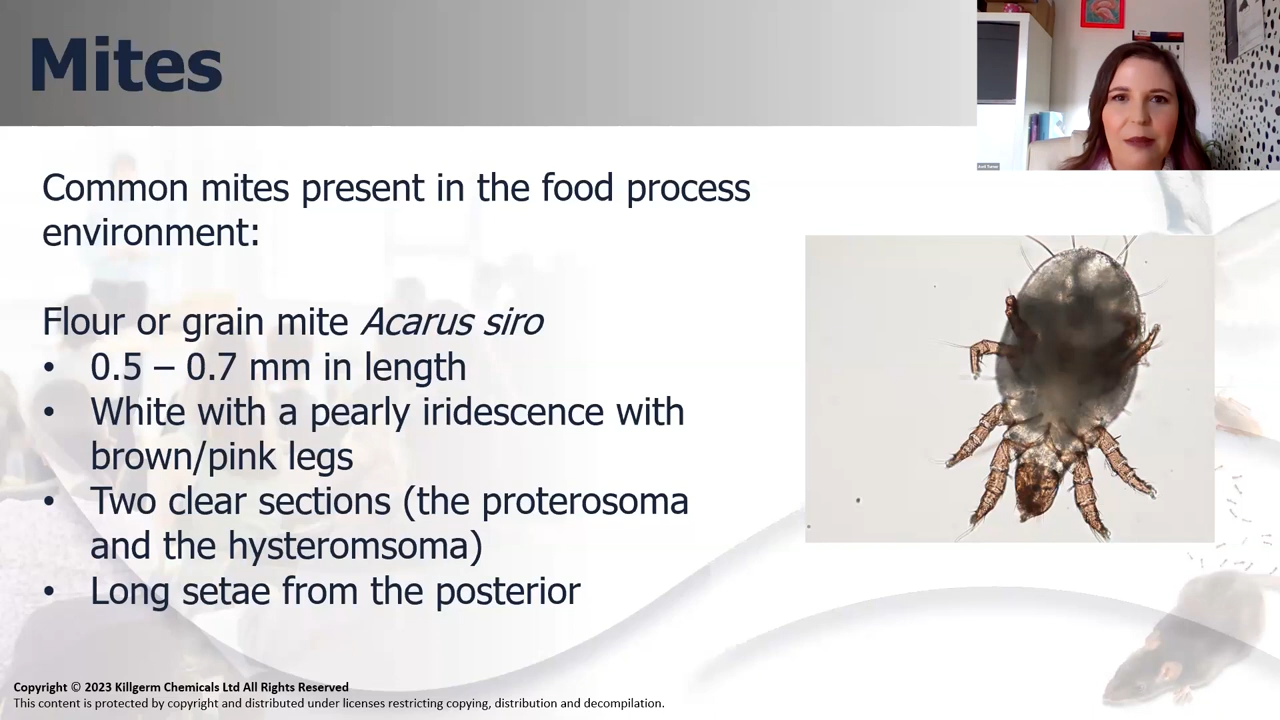 Mites
Common mites present in the food process
environment:
Flour or grain mite Acarus siro
• 0.5 – 0.7 mm in length
• White with a pearly iridescence with
brown/pink legs
• Two clear sections (the proterosoma
and the hysteromsoma)
• Long setae from the posterior
Copyright © 2023 Killgerm Chemicals Ltd All Rights Reserved
This content is protected by copyright and distributed under licenses restricting copying, distribution and decompilation.